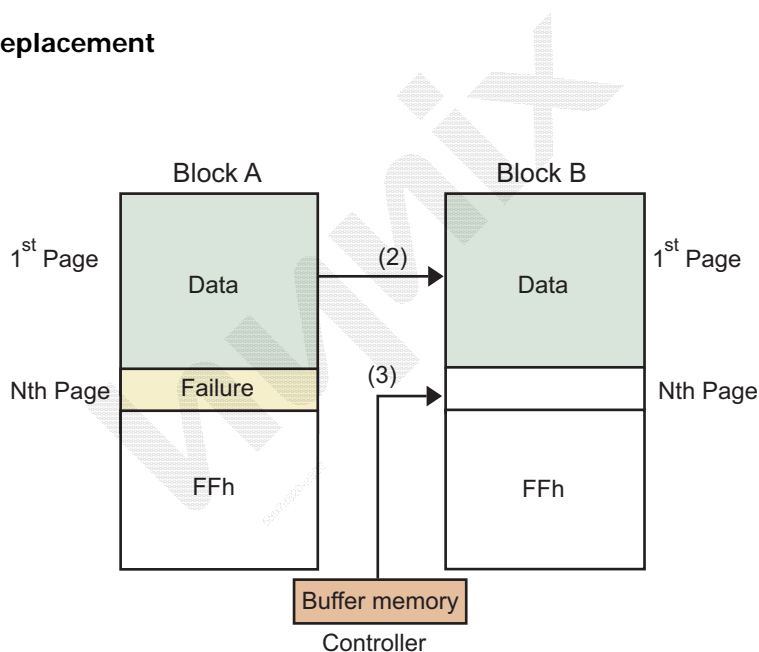 eplacement
Block A
Block B
1st Page
(2)
1st Page
Data
Data
(3)
Nth Page
Failure
Nth Page
FFh
FFh
Buffer memory
Controller